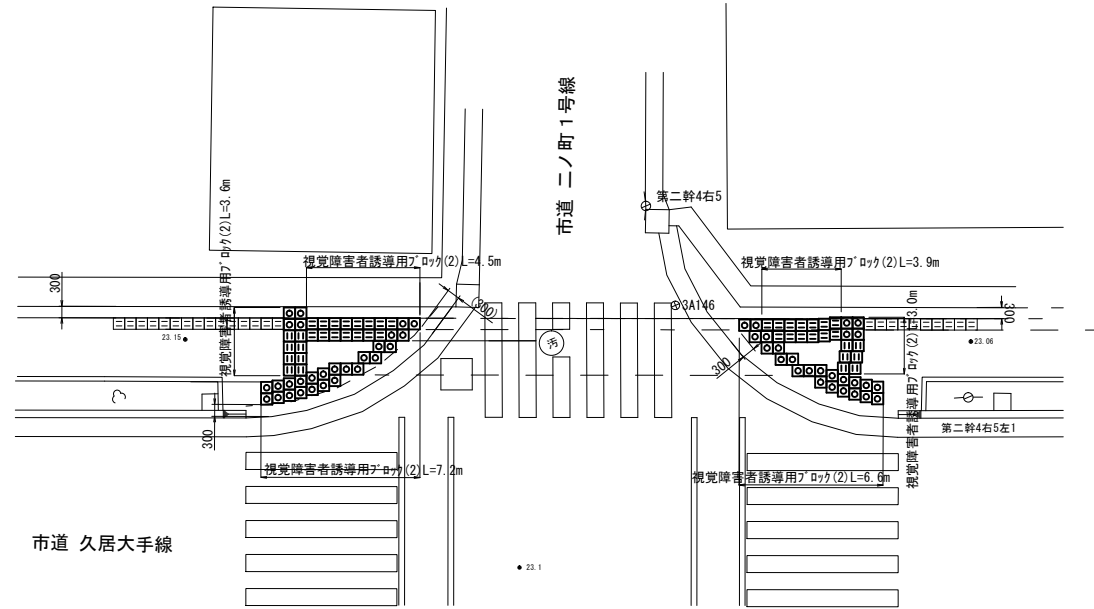 市道 二ノ町1号線
第二幹4右5
視覚障害者誘導用ﾌﾞﾛｯｸ(2)L=3.6m
視覚障害者誘導用ﾌﾞﾛｯｸ(2)L=4.5m
視覚障害者誘導用ﾌﾞﾛｯｸ(2)L=3.9m
300
(300)
3A146
300
23.15
汚
23.06
視覚障害者誘導用ﾌﾞﾛｯｸ(2)L=3.0m
300
300
第二幹4右5左1
視覚障害者誘導用ﾌﾞﾛｯｸ(2)L=7.2m
視覚障害者誘導用ﾌﾞﾛｯｸ(2)L=6.6m
市道 久居大手線
23.1